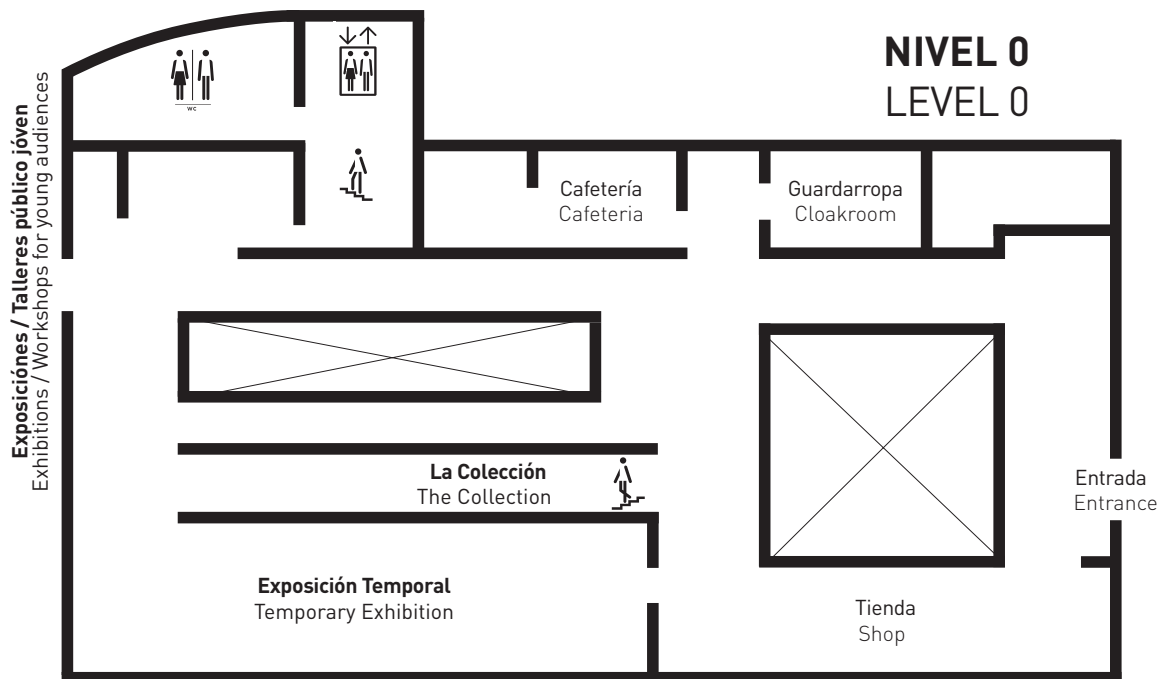 NIVEL 0
LEVEL 0
wc
Exposiciónes / Talleres público jóven
Exhibitions / Workshops for young audiences
Cafetería
Cafeteria
Guardarropa
Cloakroom
La Colección
The Collection
Entrada
Entrance
Exposición Temporal
Temporary Exhibition
Tienda
Shop